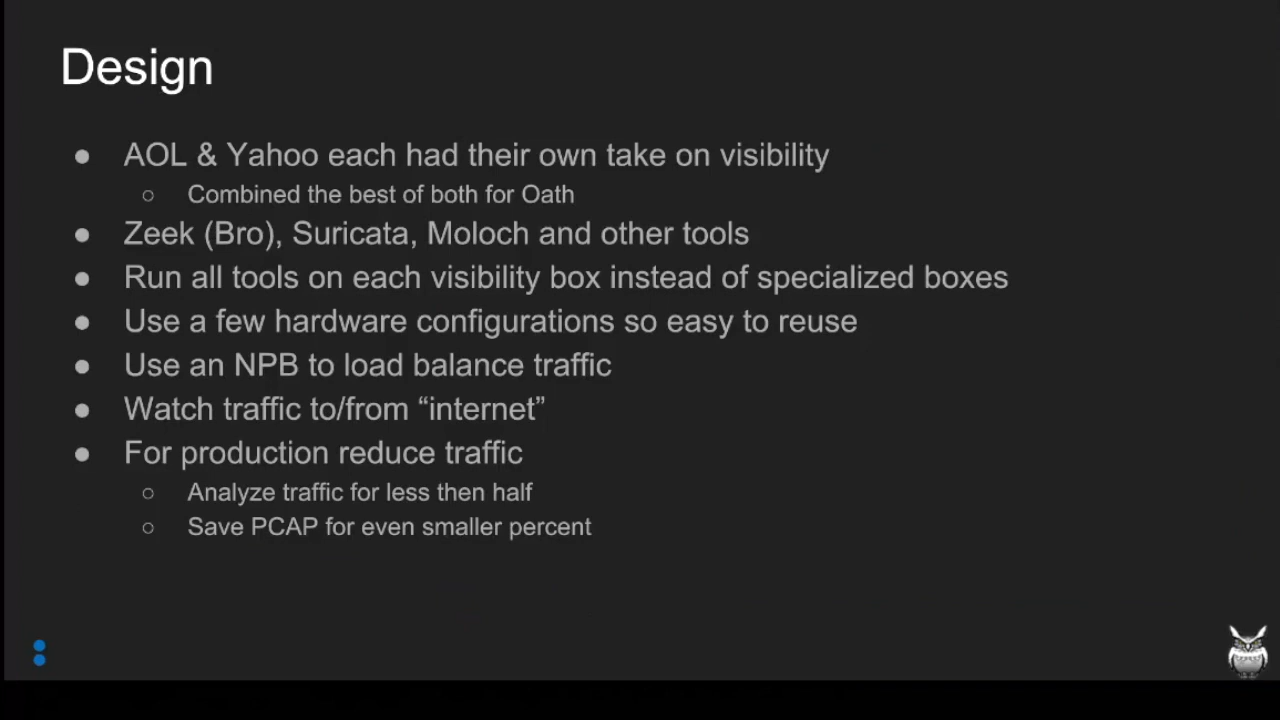 Design
● AOL & Yahoo each had their own take on visibility
○ Combined the best of both for Oath
● Zeek (Bro), Suricata, Moloch and other tools
● Run all tools on each visibility box instead of specialized boxes
● Use a few hardware configurations so easy to reuse
● Use an NPB to load balance traffic
● Watch traffic to/from “internet”
● For production reduce traffic
○ Analyze traffic for less then half
○ Save PCAP for even smaller percent